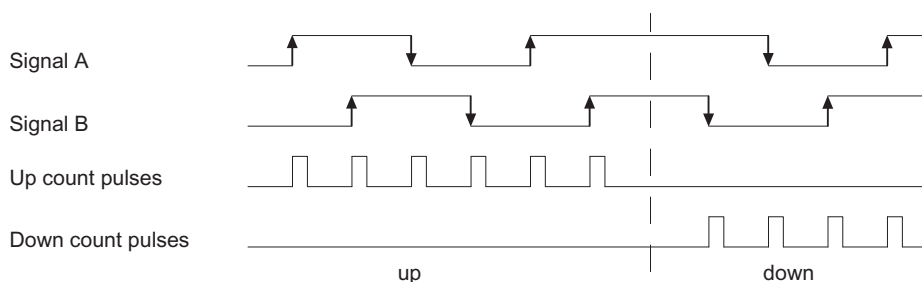 Signal A
Signal B
Up count pulses
Down count pulses
up down